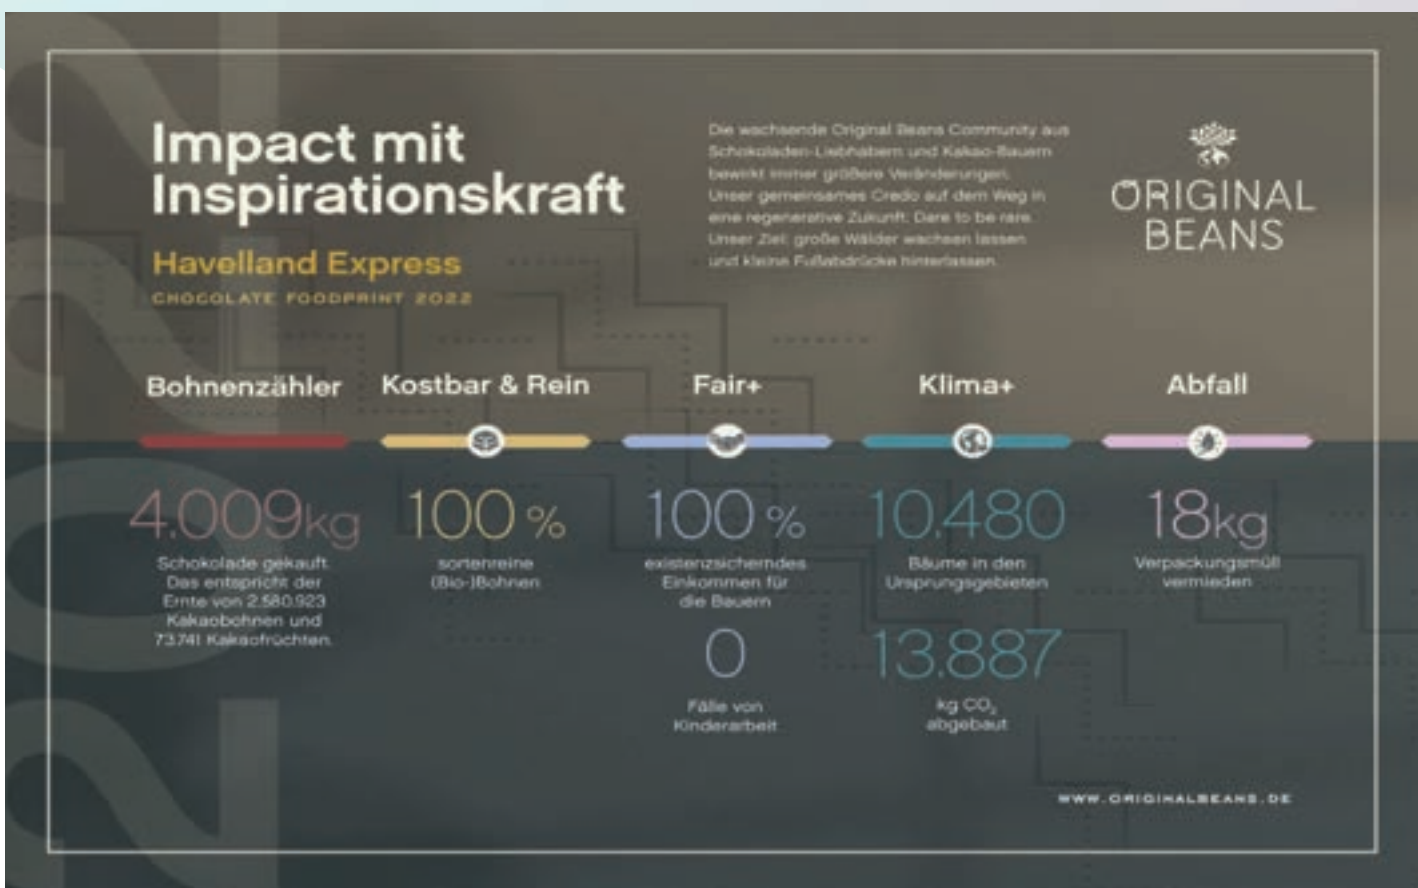 Impact mit
Inspirationskraft
Havelland Express
CHOCOLATE FOODPRINT 2022
Die wachsende Original Beans Community aus
Schokoladen-Liebhabern und Kakao-Bauern
bewirkt immer größere Veränderungen.
Unser gemeinsames Credo auf dem Weg in
eine regenerative Zukunft: Dare to be rare.
Unser Ziel: große Wälder wachsen lassen
und kleine Fußabdrücke hinterlassen.
ORIGINAL
BEANS
2022
Bohnenzähler
4.009kg
Schokolade gekauft.
Das entspricht der
Ernte von 2.580.923
Kakaobohnen und
73.741 Kakaofrüchten.
Kostbar & Rein
100 %
sortenreine
(Bio-)Bohnen
Fair+
100 %
existenzsicherndes
Einkommen für
die Bauern
0
Fälle von
Kinderarbeit
Klima+
10.480
Bäume in den
Ursprungsgebieten
13.887
kg CO₂
abgebaut
Abfall
18kg
Verpackungsmüll
vermieden
WWW.ORIGINALBEANS.DE